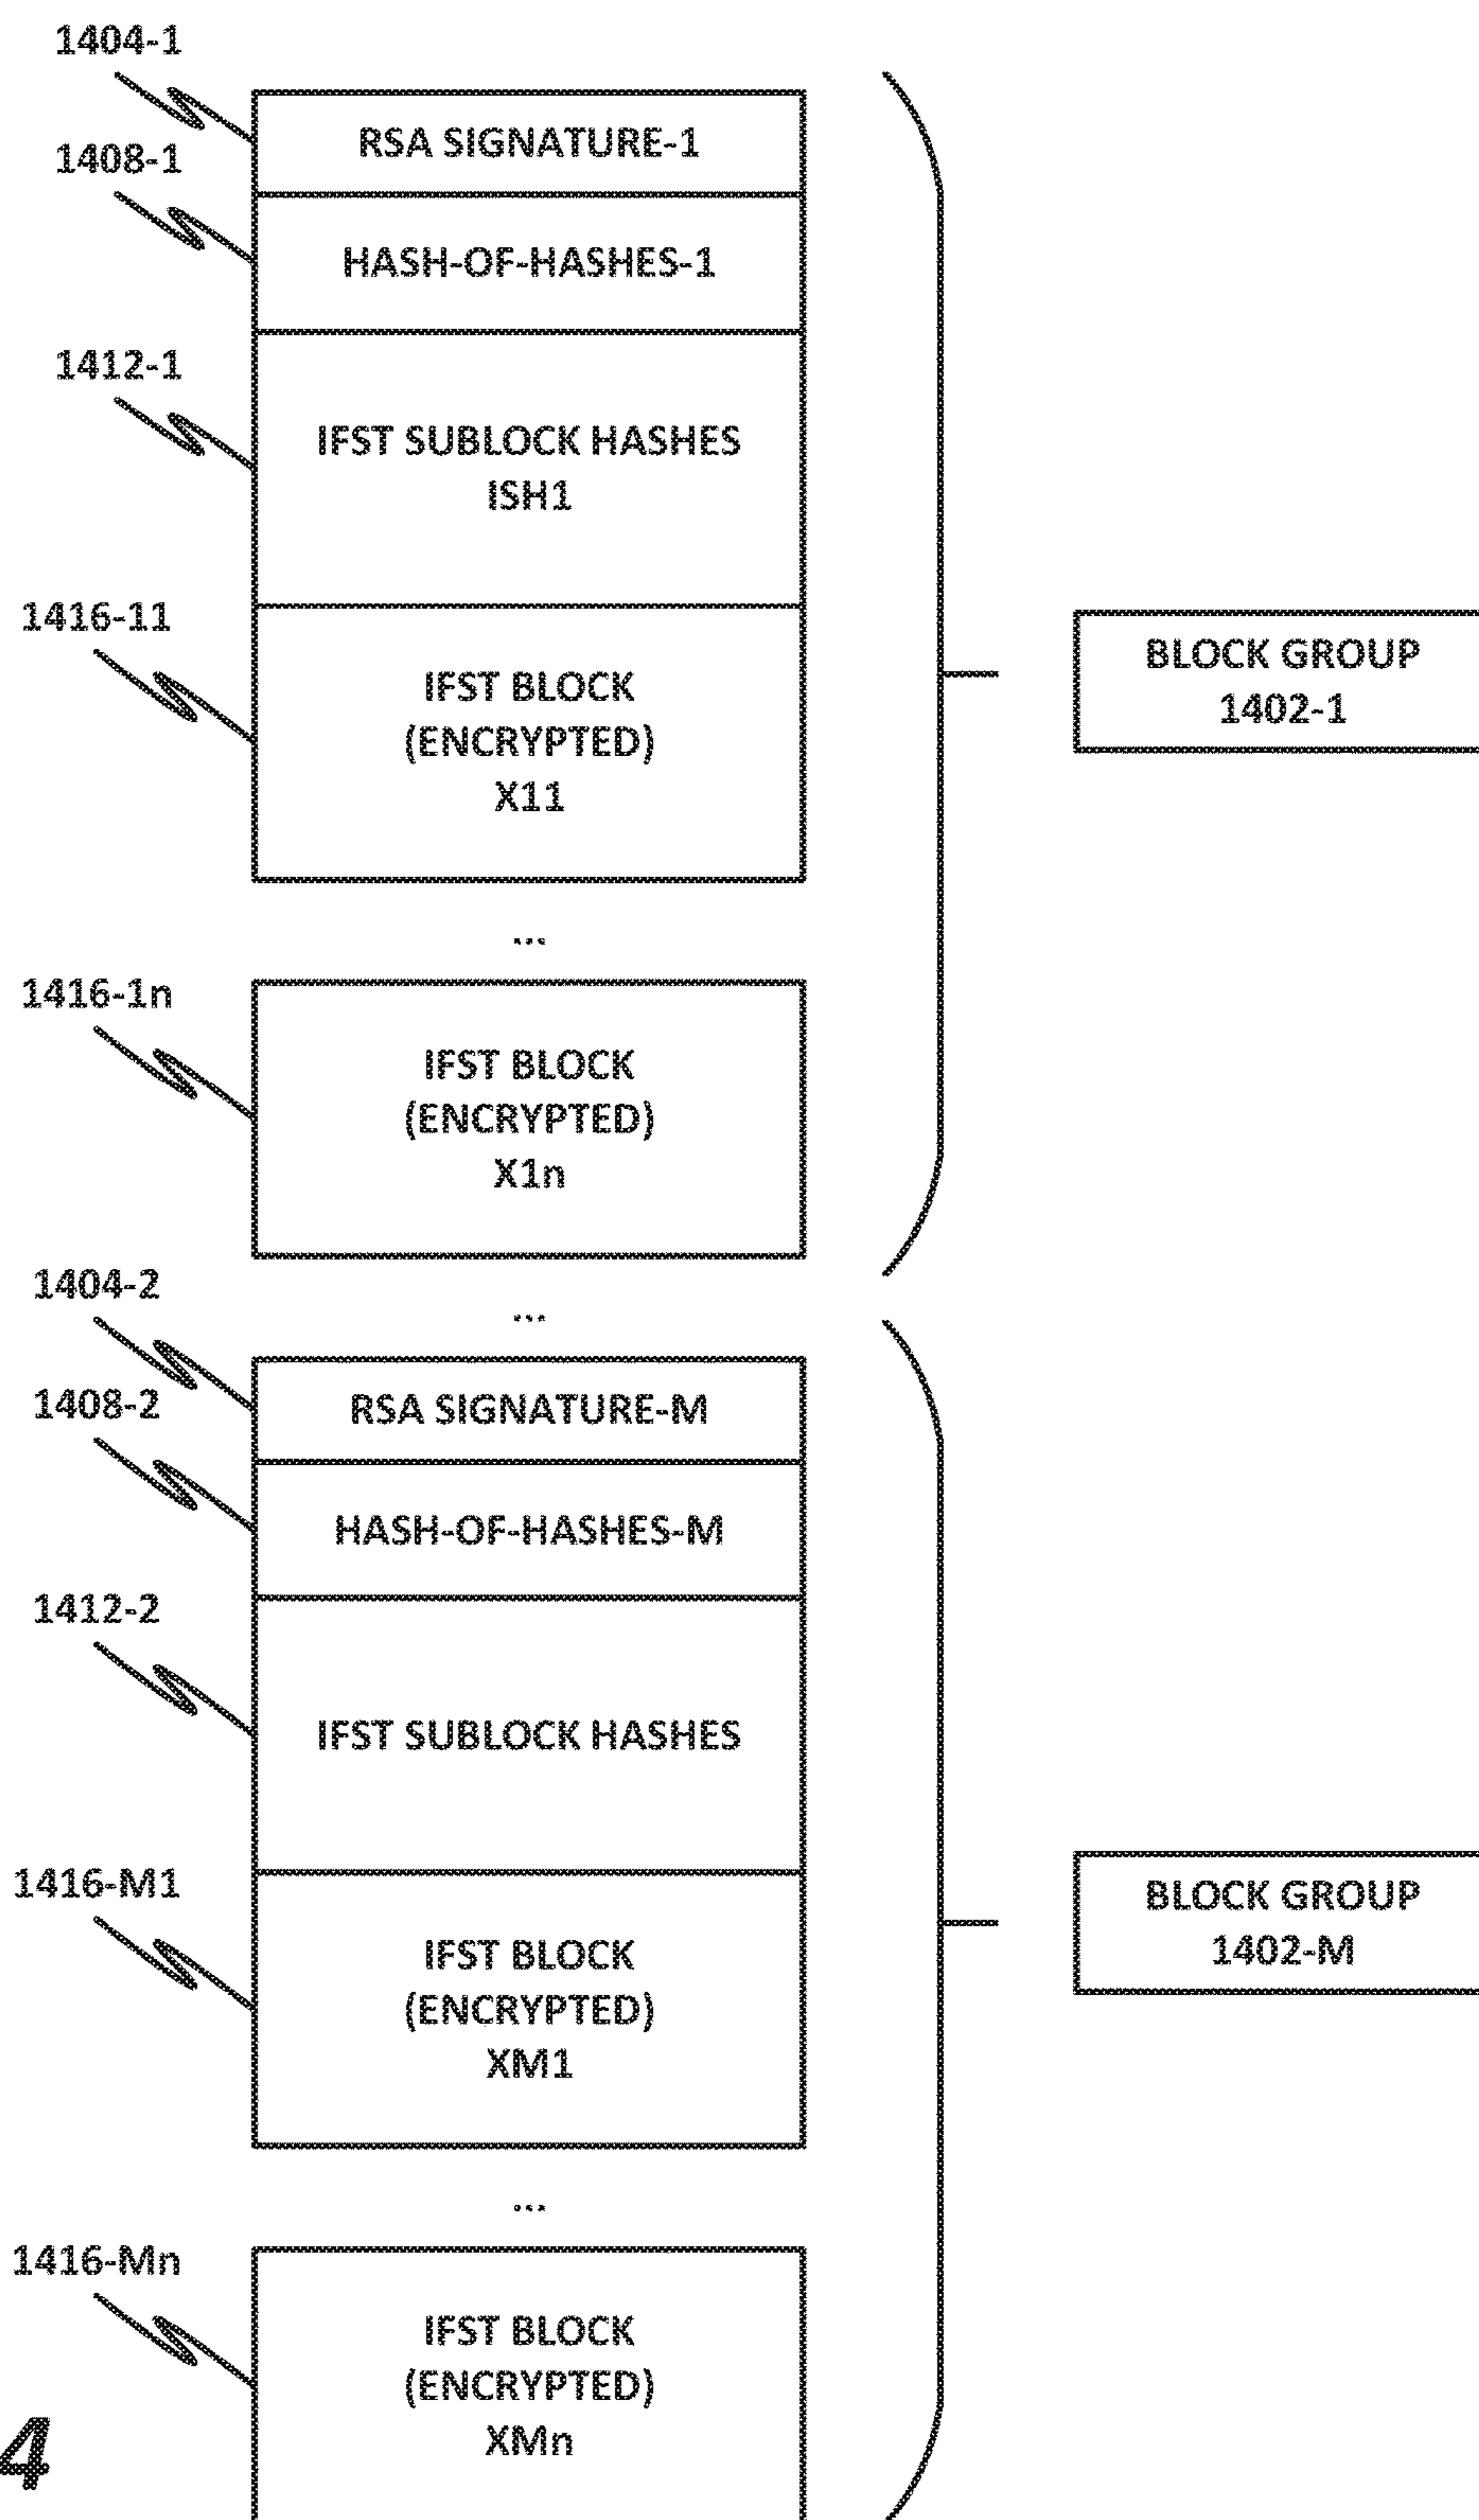 1404-1
RSA SIGNATURE-1
1408-1
HASH-OF-HASHES-1
1412-1
IFST SUBLOCK HASHES
ISH1
1416-11
IFST BLOCK
(ENCRYPTED)
X11
BLOCK GROUP
1402-1
...
1416-1n
IFST BLOCK
(ENCRYPTED)
X1n
1404-2
...
RSA SIGNATURE-M
1408-2
HASH-OF-HASHES-M
1412-2
IFST SUBLOCK HASHES
1416-M1
IFST BLOCK
(ENCRYPTED)
XM1
BLOCK GROUP
1402-M
...
1416-Mn
IFST BLOCK
(ENCRYPTED)
XMn
4